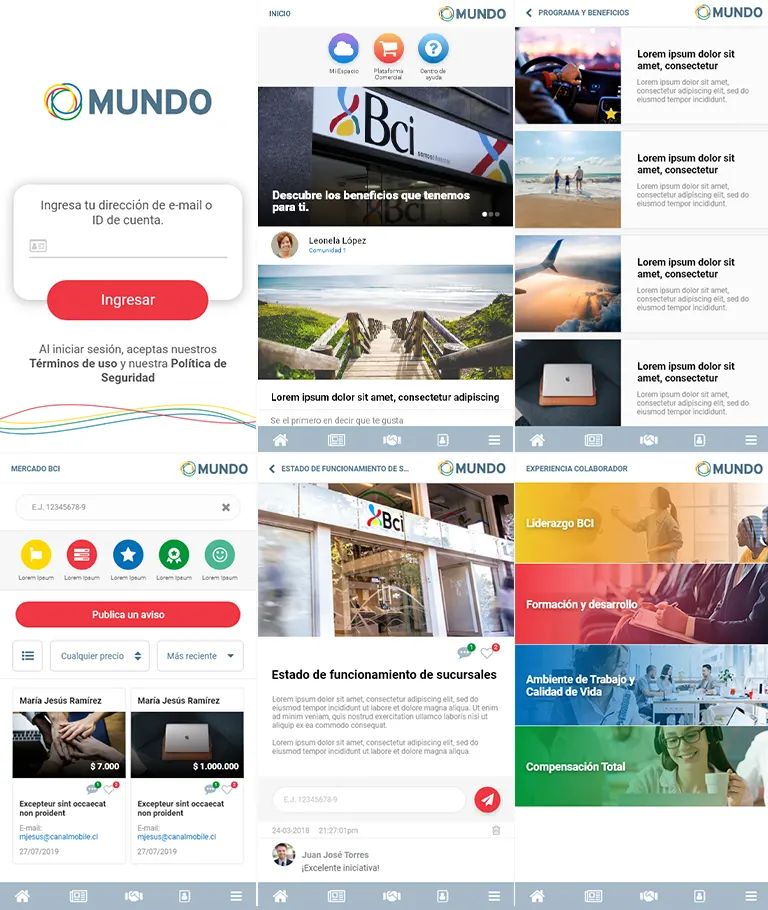 MUNDO
Ingresa tu dirección de e-mail o
ID de cuenta.
Ingresar
Al iniciar sesión, aceptas nuestros
Términos de uso y nuestra Política de
Seguridad
INICIO
MUNDO
Mi Espacio
Plataforma
Comercial
Centro de
ayuda
Bci
Descubre los beneficios que tenemos
para ti.
Leonela López
Comunidad 1
Lorem ipsum dolor sit amet, consectetur adipiscing
Se el primero en decir que te gusta
PROGRAMA Y BENEFICIOS
MUNDO
Lorem ipsum dolor sit
amet, consectetur
Lorem ipsum dolor sit amet,
consectetur adipiscing elit, sed do
eiusmod tempor incididunt.
Lorem ipsum dolor sit
amet, consectetur
Lorem ipsum dolor sit amet,
consectetur adipiscing elit, sed do
eiusmod tempor incididunt.
Lorem ipsum dolor sit
amet, consectetur
Lorem ipsum dolor sit amet,
consectetur adipiscing elit, sed do
eiusmod tempor incididunt.
Lorem ipsum dolor sit
amet, consectetur
Lorem ipsum dolor sit amet,
consectetur adipiscing elit, sed do
eiusmod tempor incididunt.
MERCADO BCI
MUNDO
E.J. 12345678-9
Lorem Ipsum
Lorem Ipsum
Lorem Ipsum
Lorem Ipsum
Lorem Ipsum
Publica un aviso
Cualquier precio
Más reciente
María Jesús Ramírez
$ 7.000
1
2
Excepteur sint occaecat
non proident
E-mail:
mjesus@canalmobile.cl
27/07/2019
María Jesús Ramírez
$ 1.000.000
1
2
Excepteur sint occaecat
non proident
E-mail:
mjesus@canalmobile.cl
27/07/2019
ESTADO DE FUNCIONAMIENTO DE S...
MUNDO
Bci
1
2
Estado de funcionamiento de sucursales
Lorem ipsum dolor sit amet, consectetur adipiscing elit, sed do
eiusmod tempor incididunt ut labore et dolore magna aliqua. Ut enim
ad minim veniam, quis nostrud exercitation ullamco laboris nisi ut
aliquip ex ea commodo consequat.
Lorem ipsum dolor sit amet, consectetur adipiscing elit, sed do
eiusmod tempor incididunt ut labore et dolore magna aliqua.
E.J. 12345678-9
24-03-2018 21:27:01pm
Juan José Torres
¡Excelente iniciativa!
EXPERIENCIA COLABORADOR
MUNDO
Liderazgo BCI
Formación y desarrollo
Ambiente de Trabajo y
Calidad de Vida
Compensación Total